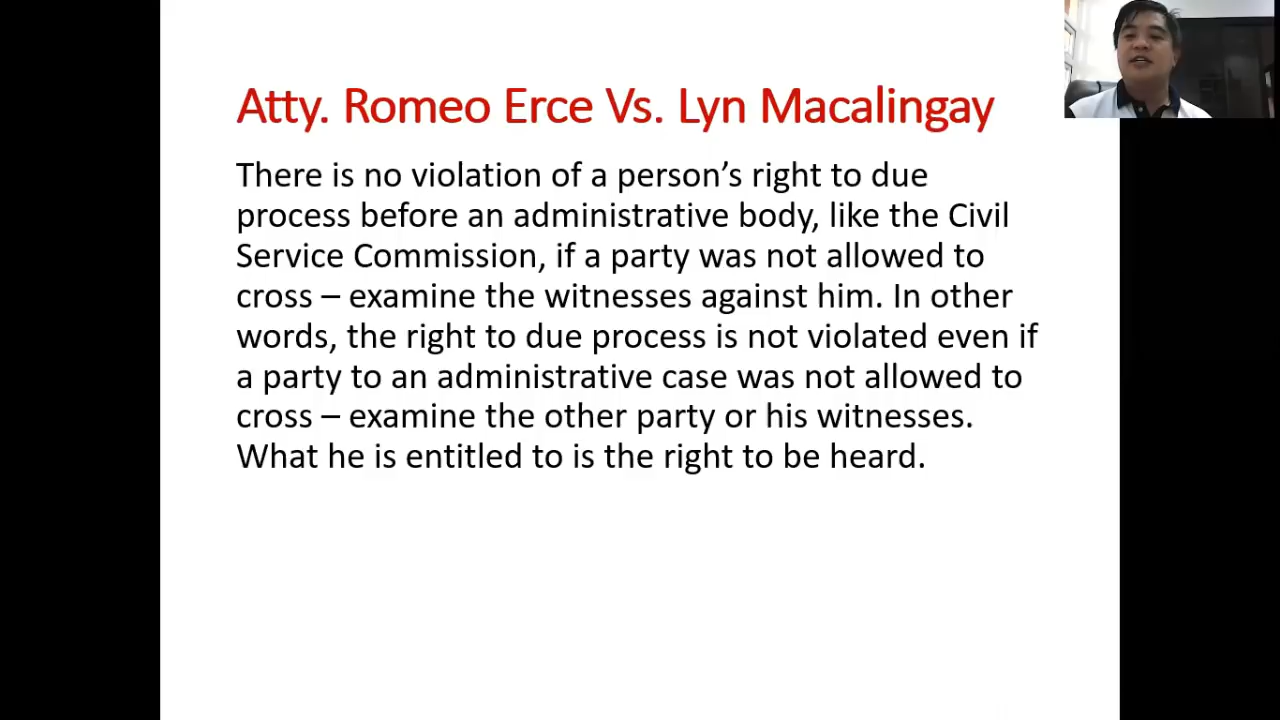 Atty. Romeo Erce Vs. Lyn Macalingay
There is no violation of a person’s right to due
process before an administrative body, like the Civil
Service Commission, if a party was not allowed to
cross – examine the witnesses against him. In other
words, the right to due process is not violated even if
a party to an administrative case was not allowed to
cross – examine the other party or his witnesses.
What he is entitled to is the right to be heard.